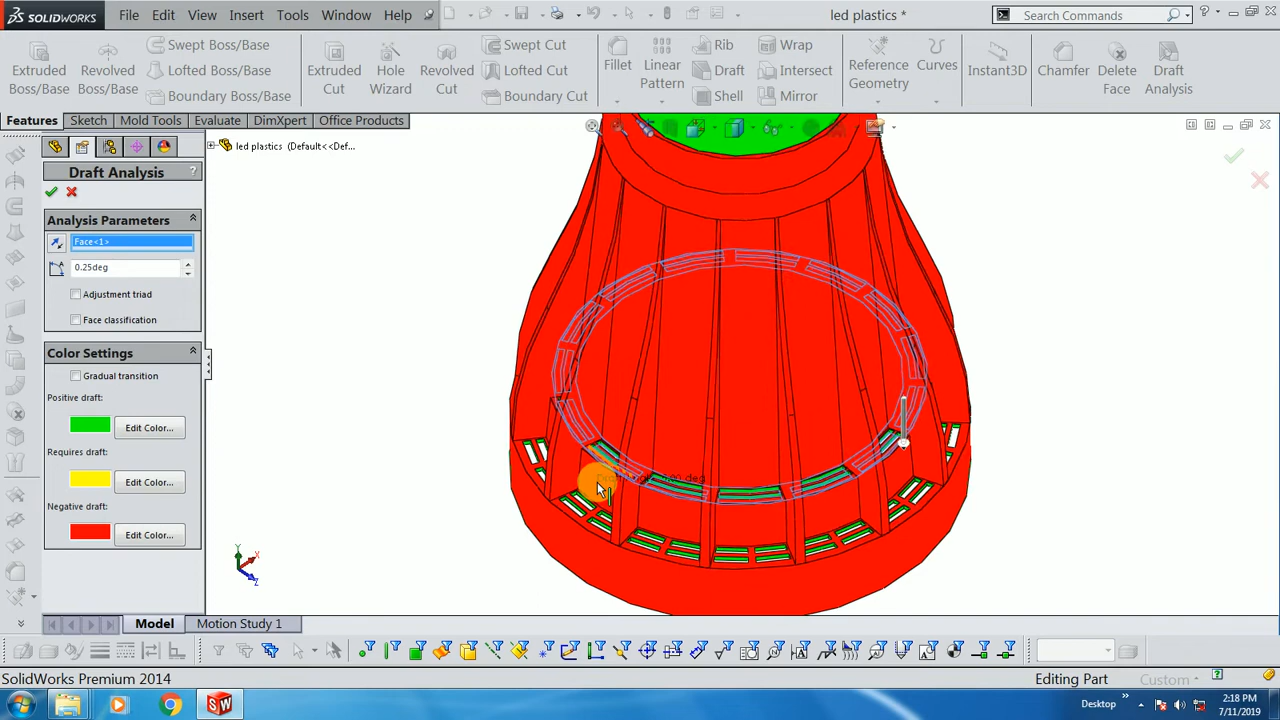 SOLIDWORKS File Edit View Insert Tools Window Help led plastics * Search Commands ?
Extruded Boss/Base Revolved Boss/Base Swept Boss/Base Lofted Boss/Base Boundary Boss/Base Extruded Cut Hole Wizard Revolved Cut Swept Cut Lofted Cut Boundary Cut Fillet Linear Pattern Rib Draft Shell Wrap Intersect Mirror Reference Geometry Curves Instant3D Chamfer Delete Face Draft Analysis
Features Sketch Mold Tools Evaluate DimXpert Office Products
led plastics (Default<<Def...
Draft Analysis ?
Analysis Parameters
Face<1>
0.25deg
Adjustment triad
Face classification
Color Settings
Gradual transition
Positive draft:
Edit Color...
Requires draft:
Edit Color...
Negative draft:
Edit Color...
Y X Z
Model Motion Study 1
SolidWorks Premium 2014 Editing Part Custom
Desktop 2:18 PM
7/11/2019